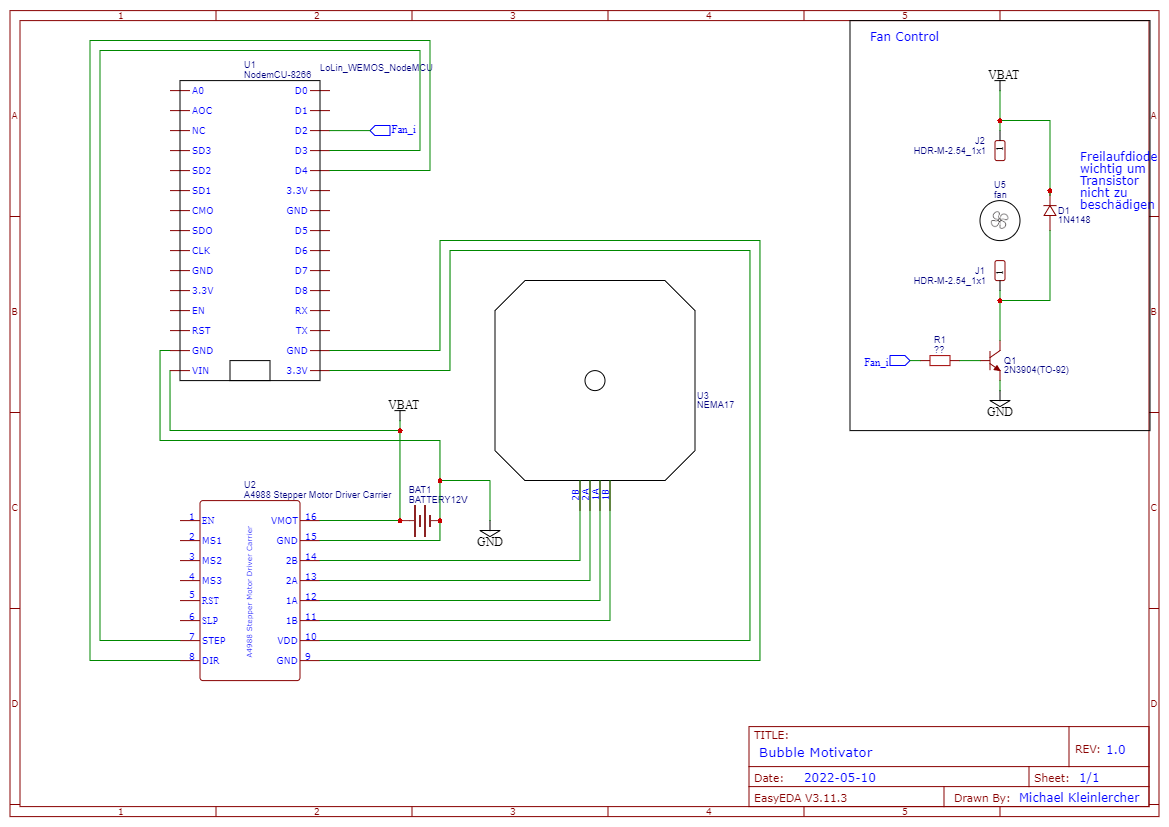 1 2 3 4 5
A A
B B
C C
D D
1 2 3 4 5
U1
NodemCU-8266
LoLin_WEMOS_NodeMCU
A0 D0
AOC D1
NC D2
SD3 D3
SD2 D4
SD1 3.3V
CMO GND
SDO D5
CLK D6
GND D7
3.3V D8
EN RX
RST TX
GND GND
VIN 3.3V
Fan_i
VBAT
BAT1
BATTERY12V
GND
U2
A4988 Stepper Motor Driver Carrier
A4988 Stepper Motor Driver Carrier
1 EN VMOT 16
2 MS1 GND 15
3 MS2 2B 14
4 MS3 2A 13
5 RST 1A 12
6 SLP 1B 11
7 STEP VDD 10
8 DIR GND 9
2B 2A 1A 1B
U3
NEMA17
Fan Control
VBAT
J2
HDR-M-2.54_1x1
1
U5
fan
D1
1N4148
Freilaufdiode
wichtig um
Transistor
nicht zu
beschädigen
J1
HDR-M-2.54_1x1
1
Fan_i
R1
??
Q1
2N3904(TO-92)
GND
TITLE:
Bubble Motivator
REV: 1.0
Date: 2022-05-10
Sheet: 1/1
EasyEDA V3.11.3
Drawn By: Michael Kleinlercher